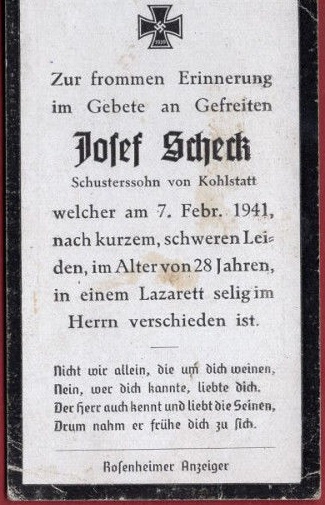 Zur frommen Erinnerung
im Gebete an Gefreiten
Josef Scheck
Schusterssohn von Kohlstatt
welcher am 7. Febr. 1941,
nach kurzem, schweren Lei-
den, im Alter von 28 Jahren,
in einem Lazarett selig im
Herrn verschieden ist.
Nicht wir allein, die um dich weinen,
Nein, wer dich kannte, liebte dich.
Der Herr auch kennt und liebt die Seinen,
Drum nahm er frühe dich zu sich.
Rosenheimer Anzeiger